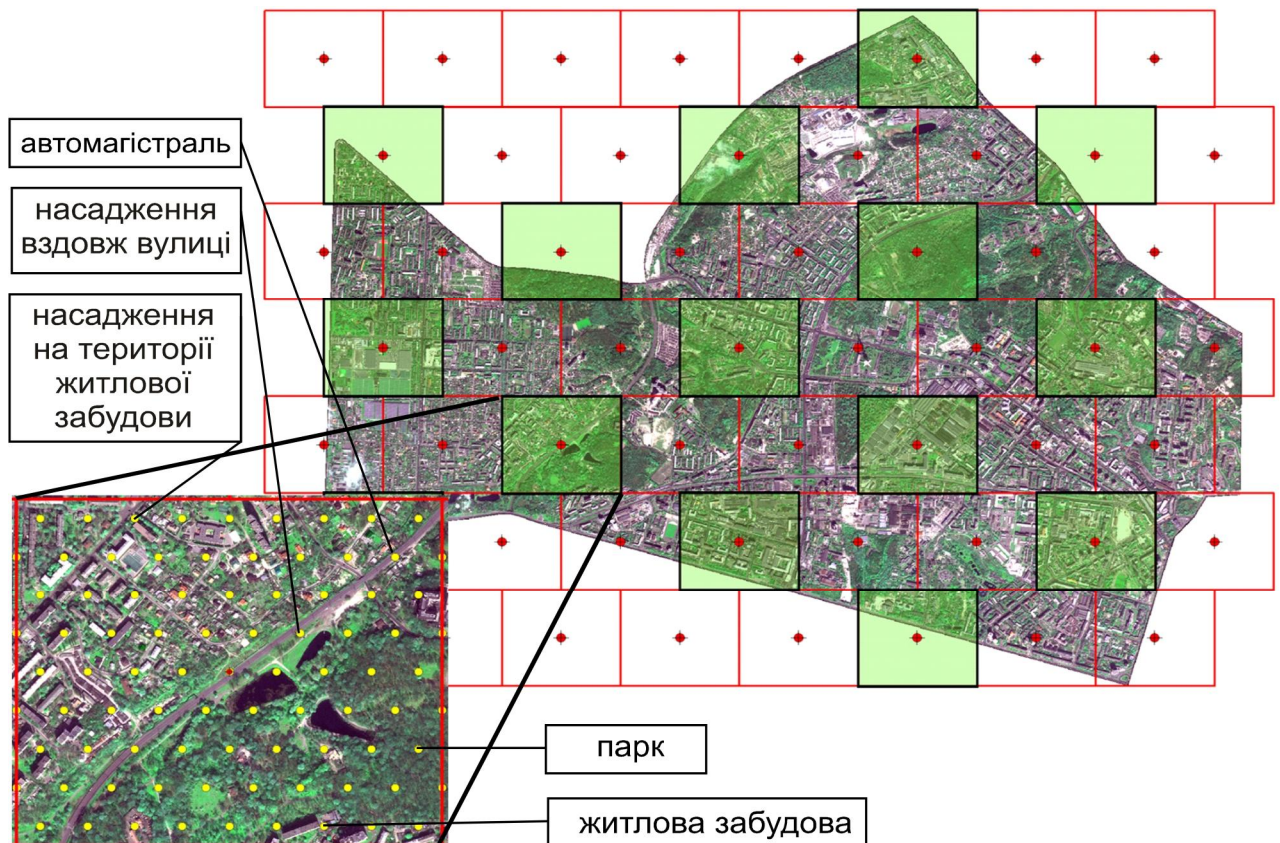 автомагістраль
насадження
вздовж вулиці
насадження
на території
житлової
забудови
парк
житлова забудова